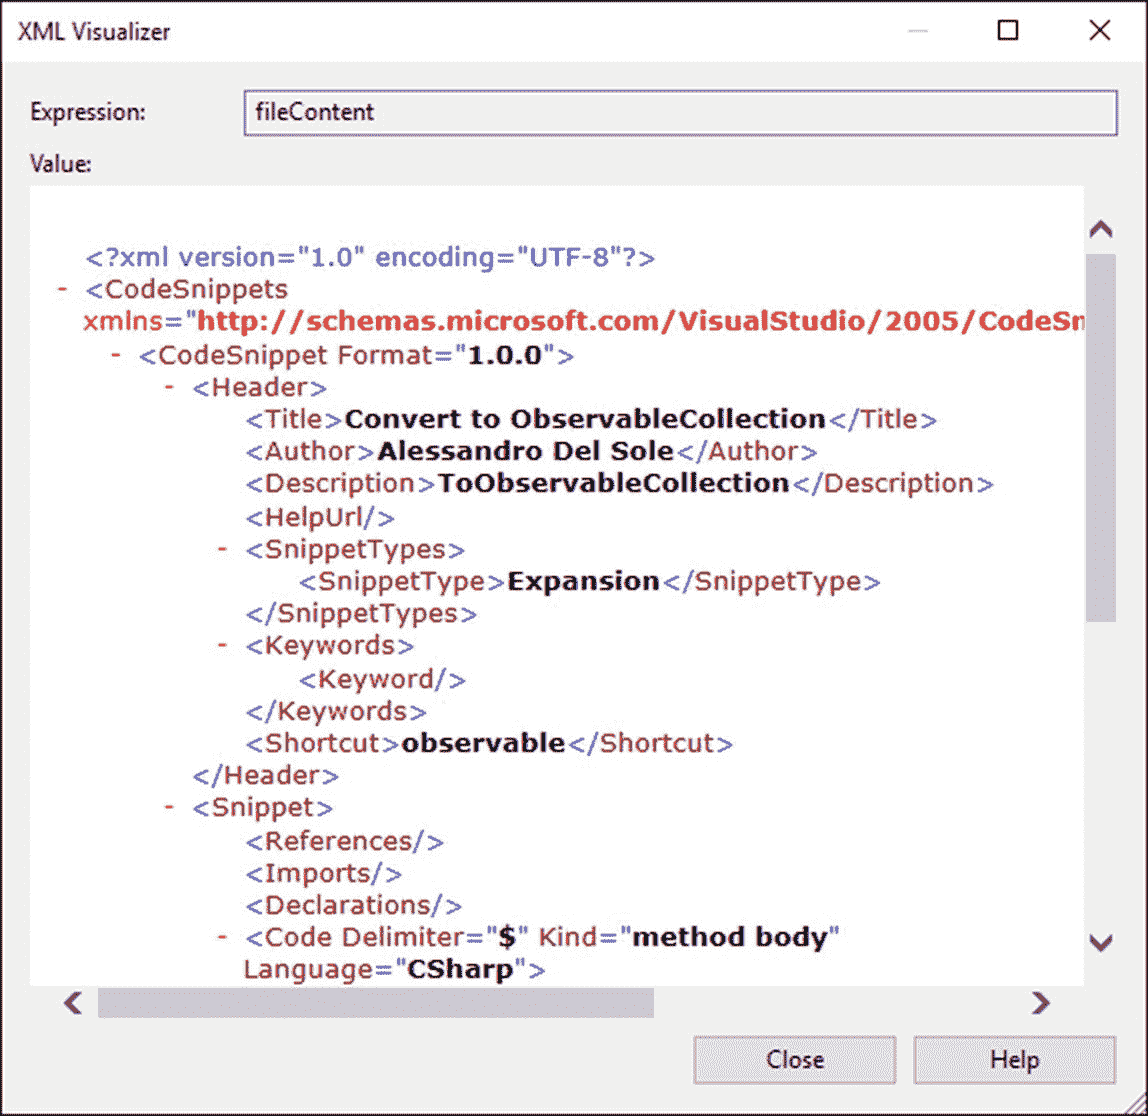 XML Visualizer
Expression:
fileContent
Value:
<?xml version="1.0" encoding="UTF-8"?>
- <CodeSnippets
xmlns="http://schemas.microsoft.com/VisualStudio/2005/CodeSn
- <CodeSnippet Format="1.0.0">
- <Header>
<Title>Convert to ObservableCollection</Title>
<Author>Alessandro Del Sole</Author>
<Description>ToObservableCollection</Description>
<HelpUrl/>
- <SnippetTypes>
<SnippetType>Expansion</SnippetType>
</SnippetTypes>
- <Keywords>
<Keyword/>
</Keywords>
<Shortcut>observable</Shortcut>
</Header>
- <Snippet>
<References/>
<Imports/>
<Declarations/>
- <Code Delimiter="$" Kind="method body"
Language="CSharp">
Close
Help